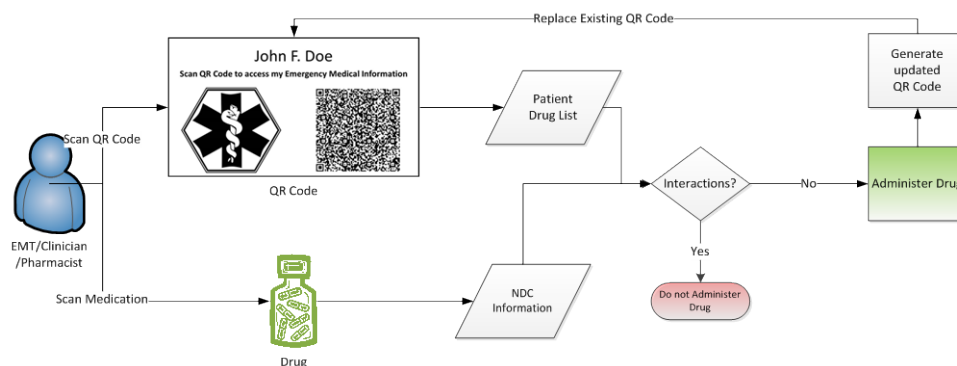 Replace Existing QR Code
John F. Doe
Scan QR Code to access my Emergency Medical Information
Generate
updated
QR Code
Patient
Drug List
Scan QR Code
QR Code
Interactions?
No
Administer Drug
EMT/Clinician
/Pharmacist
Yes
Scan Medication
NDC
Information
Do not Administer
Drug
Drug